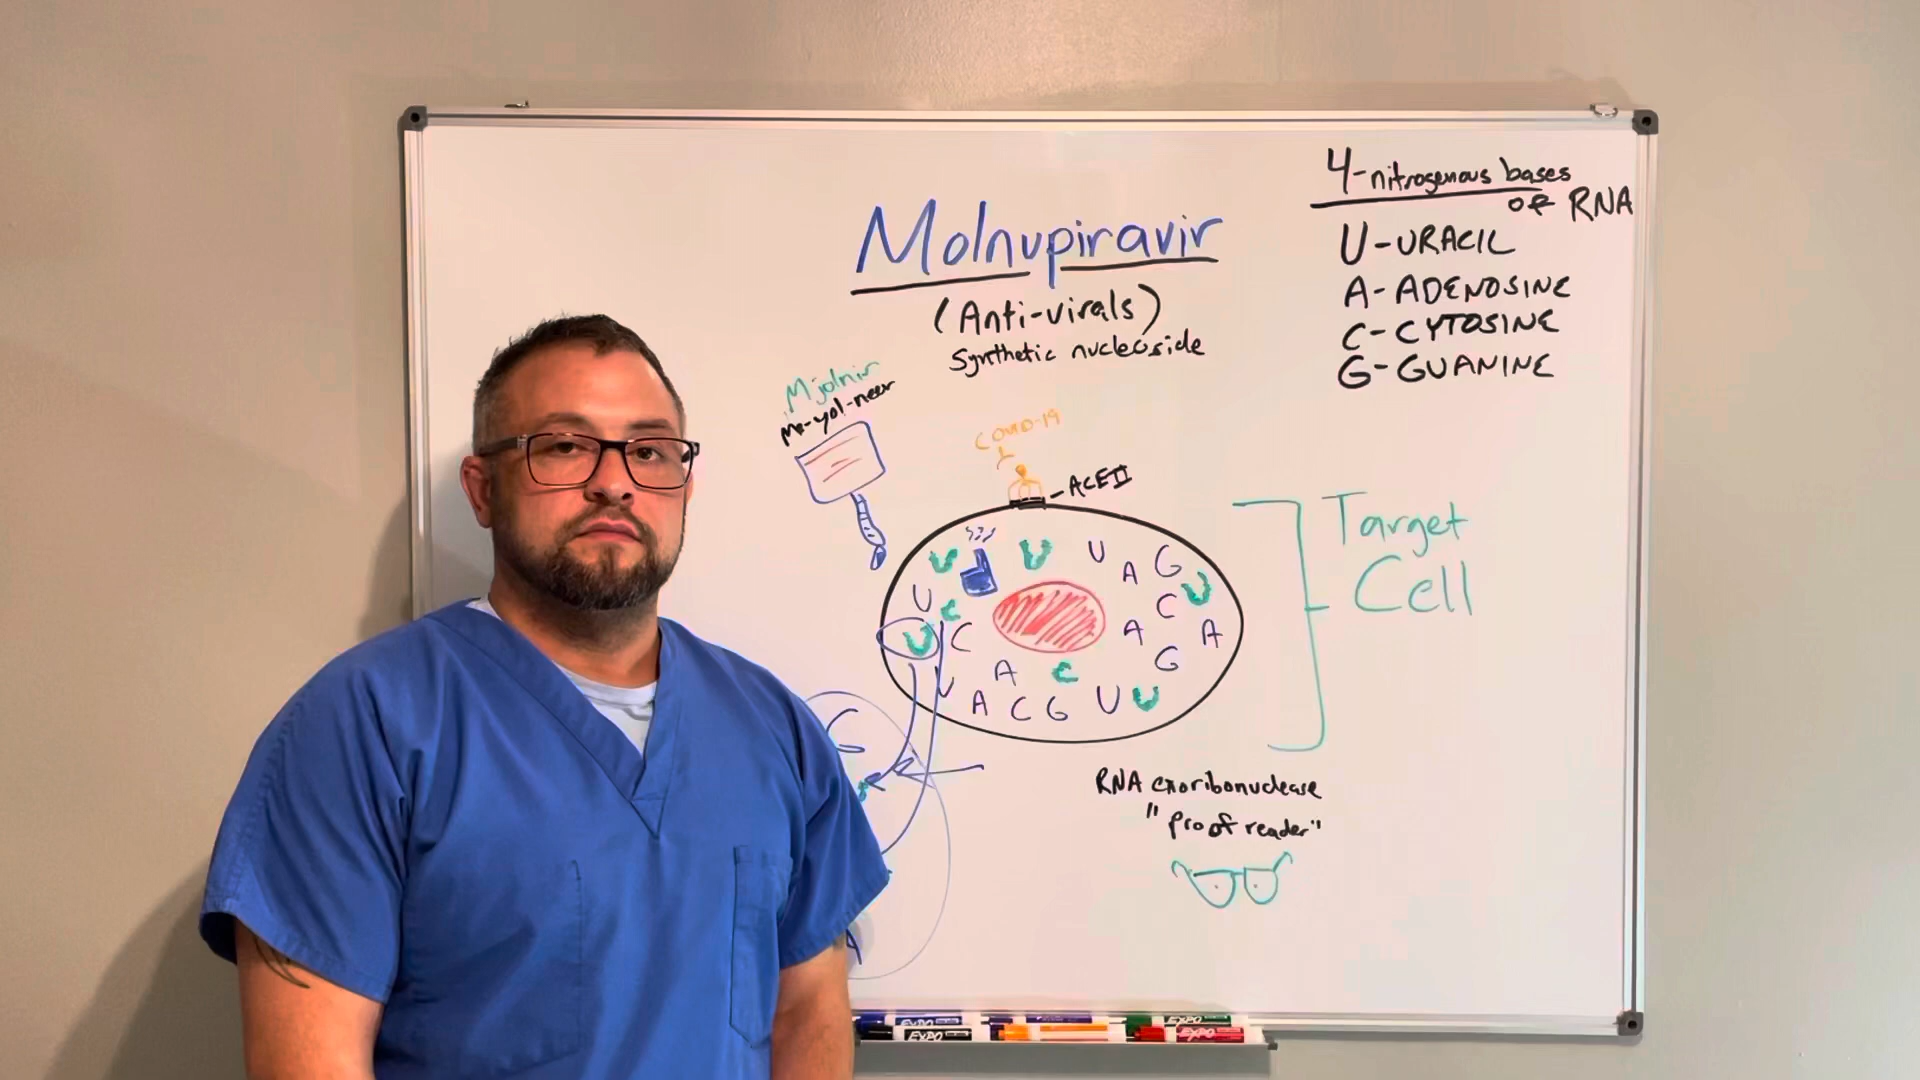 Molnupiravir
(Anti-virals)
Synthetic nucleoside
4-nitrogenous bases
of RNA
U-URACIL
A-ADENOSINE
C-CYTOSINE
G-GUANINE
Mjolnir
Me-yol-neer
COVID-19
ACEII
U U U A G
U
U C C
U C A A
G
A C
U A C G U U
C
A
Target
Cell
RNA exoribonuclease
"proof reader"
EXPO
EXPO
EXPO